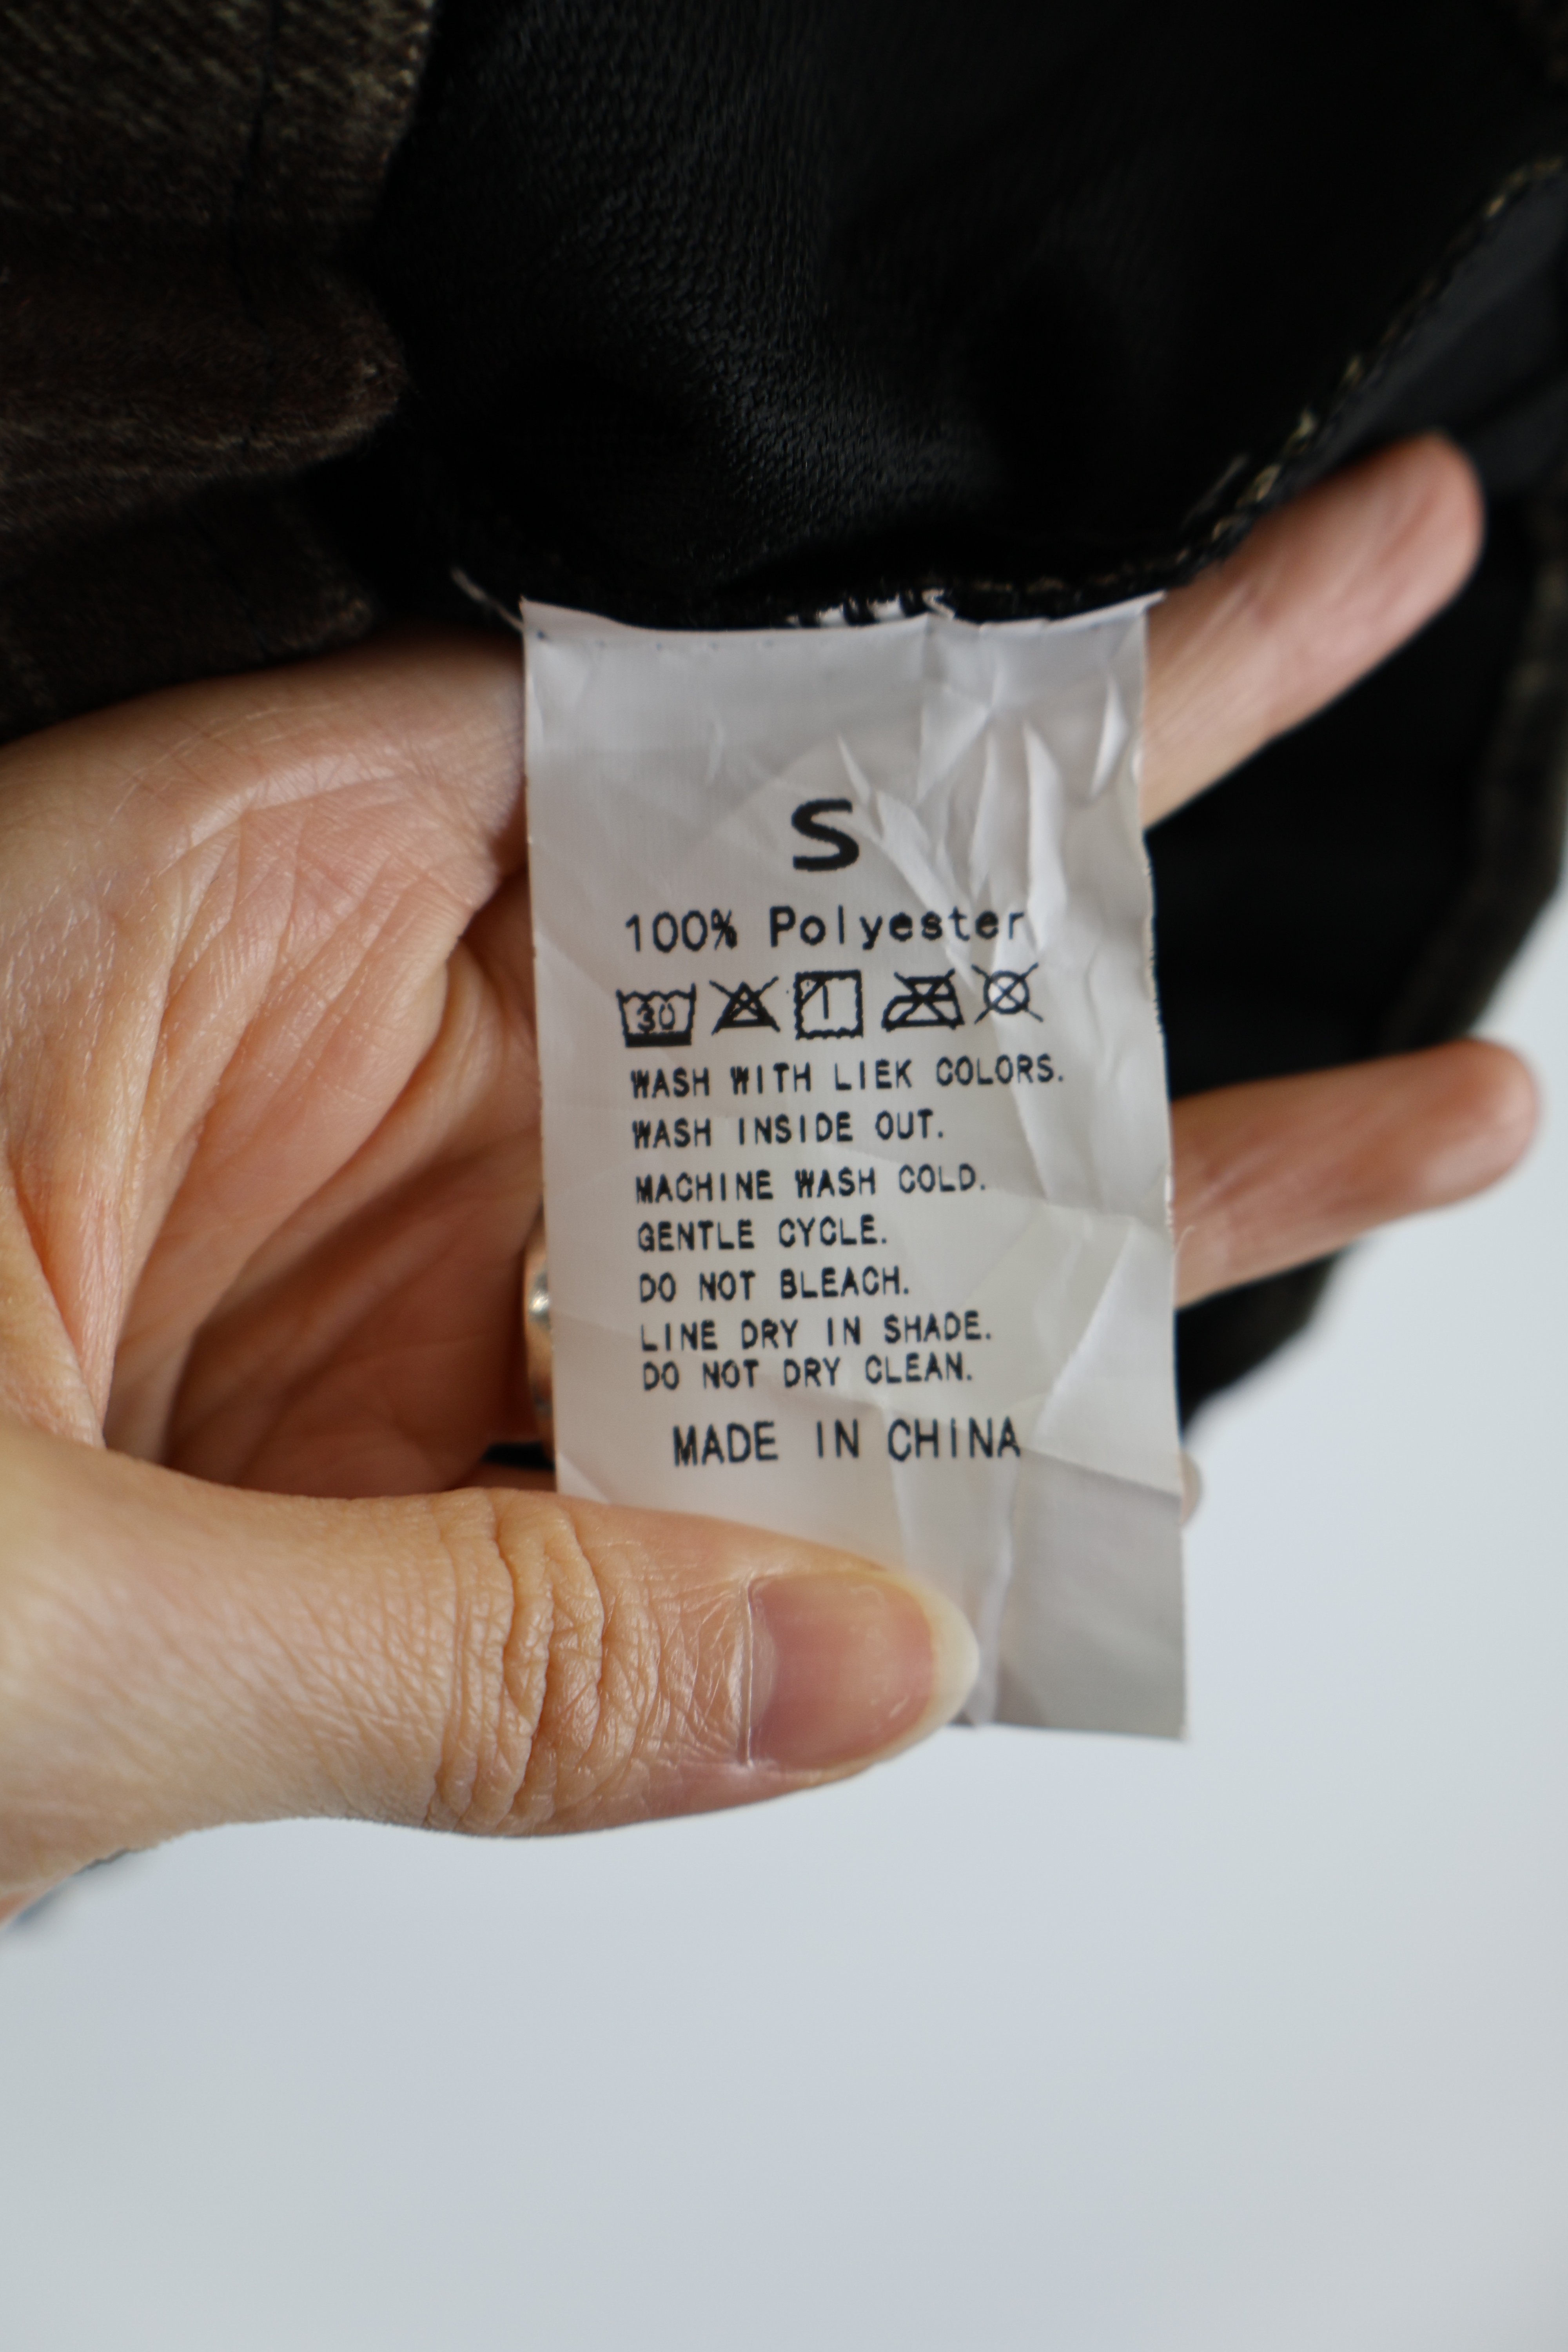 S
100% Polyester
30
WASH WITH LIEK COLORS.
WASH INSIDE OUT.
MACHINE WASH COLD.
GENTLE CYCLE.
DO NOT BLEACH.
LINE DRY IN SHADE.
DO NOT DRY CLEAN.
MADE IN CHINA